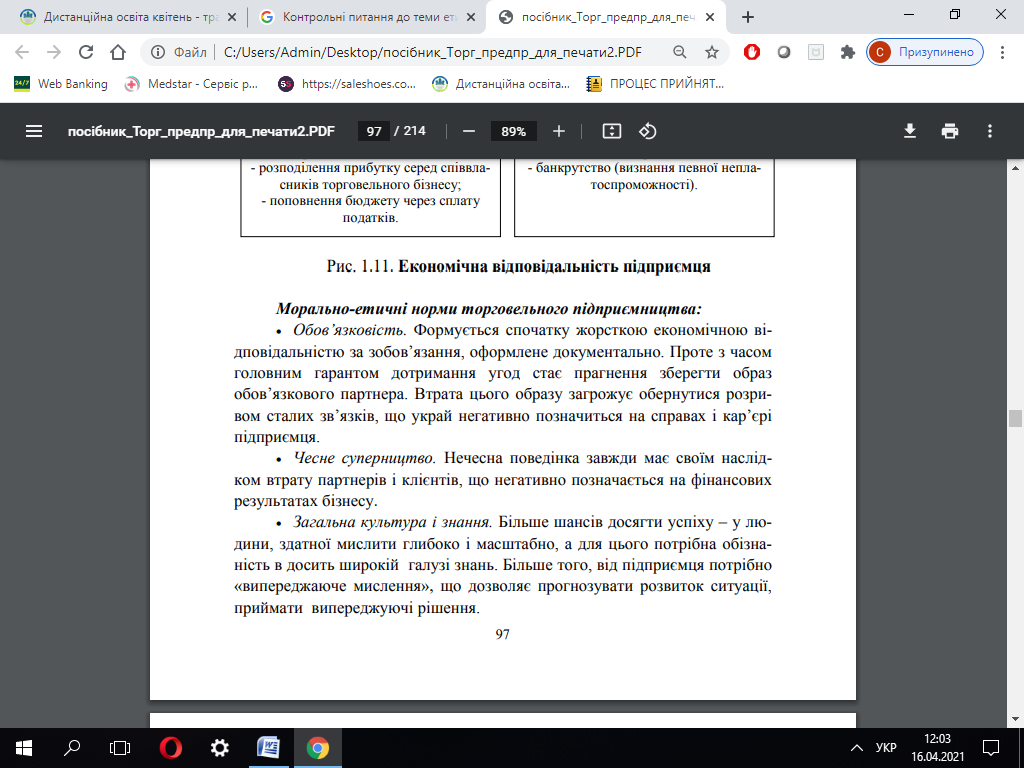 Дистанційна освіта квітень - тра
Контрольні питання до теми ет
посібник_Торг_предпр_для_печ
Файл
C:/Users/Admin/Desktop/посібник_Торг_предпр_для_печати2.PDF
С
Призупинено
24/7
Web Banking
Medstar - Сервіс р...
SS
https://saleshoes.co...
Дистанційна освіта...
ПРОЦЕС ПРИЙНЯТ...
посібник_Торг_предпр_для_печати2.PDF
97 / 214
89%
- розподілення прибутку серед співвла-
сників торговельного бізнесу;
- поповнення бюджету через сплату
податків.
- банкрутство (визнання певної непла-
тоспроможності).
Рис. 1.11. Економічна відповідальність підприємця
Морально-етичні норми торговельного підприємництва:
• Обов’язковість. Формується спочатку жорсткою економічною ві-
дповідальністю за зобов’язання, оформлене документально. Проте з часом
головним гарантом дотримання угод стає прагнення зберегти образ
обов’язкового партнера. Втрата цього образу загрожує обернутися розри-
вом сталих зв’язків, що украй негативно позначиться на справах і кар’єрі
підприємця.
• Чесне суперництво. Нечесна поведінка завжди має своїм наслід-
ком втрату партнерів і клієнтів, що негативно позначається на фінансових
результатах бізнесу.
• Загальна культура і знання. Більше шансів досягти успіху – у лю-
дини, здатної мислити глибоко і масштабно, а для цього потрібна обізна-
ність в досить широкій галузі знань. Більше того, від підприємця потрібно
«випереджаюче мислення», що дозволяє прогнозувати розвиток ситуації,
приймати випереджуючі рішення.
97
УКР
12:03
16.04.2021